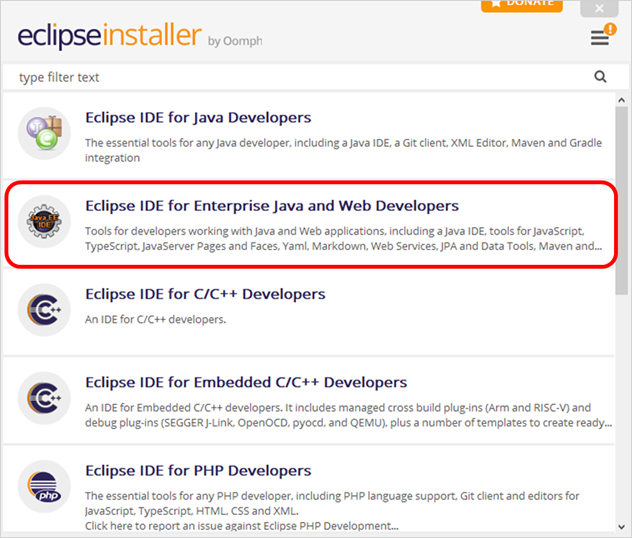 DONATE
eclipseinstaller by Oomph
type filter text
Eclipse IDE for Java Developers
The essential tools for any Java developer, including a Java IDE, a Git client, XML Editor, Maven and Gradle
integration
Java EE
IDE
Eclipse IDE for Enterprise Java and Web Developers
Tools for developers working with Java and Web applications, including a Java IDE, tools for JavaScript,
TypeScript, JavaServer Pages and Faces, Yaml, Markdown, Web Services, JPA and Data Tools, Maven and...
Eclipse IDE for C/C++ Developers
An IDE for C/C++ developers.
Eclipse IDE for Embedded C/C++ Developers
An IDE for Embedded C/C++ developers. It includes managed cross build plug-ins (Arm and RISC-V) and
debug plug-ins (SEGGER J-Link, OpenOCD, pyocd, and QEMU), plus a number of templates to create ready...
php
Eclipse IDE for PHP Developers
The essential tools for any PHP developer, including PHP language support, Git client and editors for
JavaScript, TypeScript, HTML, CSS and XML.
Click here to report an issue against Eclipse PHP Development...